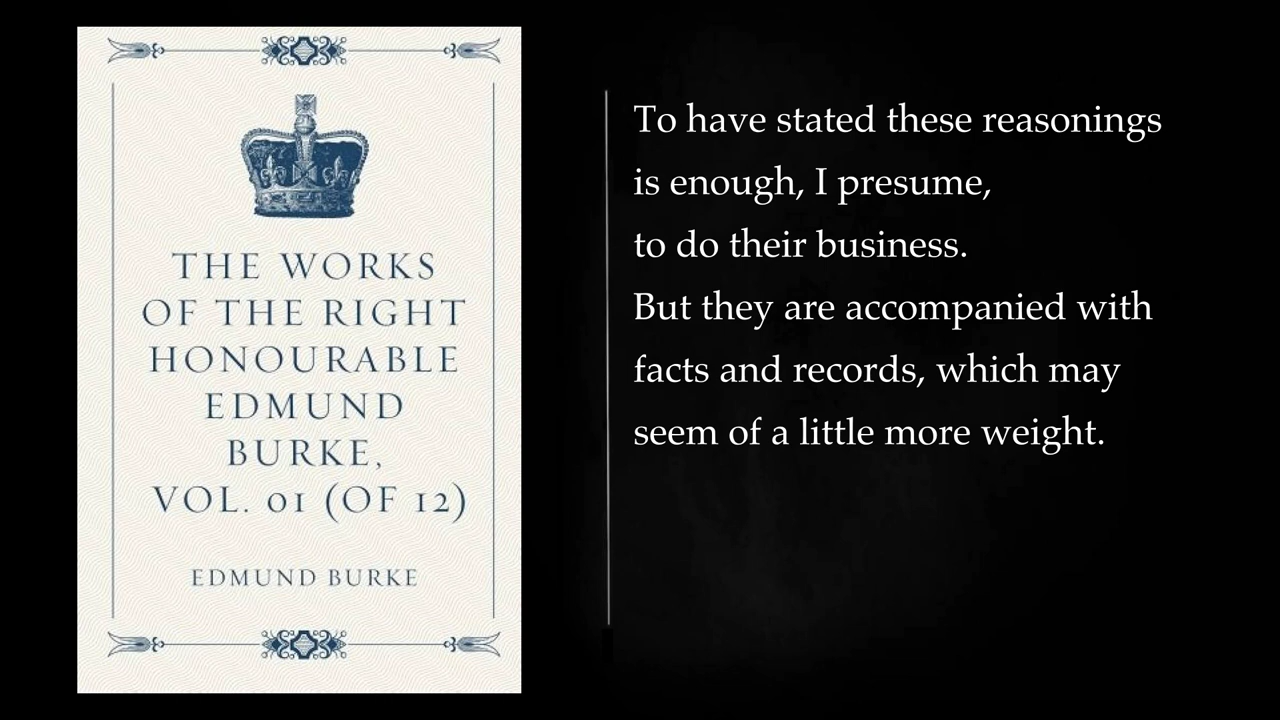 THE WORKS
OF THE RIGHT
HONOURABLE
EDMUND
BURKE,
VOL. 01 (OF 12)
EDMUND BURKE
To have stated these reasonings
is enough, I presume,
to do their business.
But they are accompanied with
facts and records, which may
seem of a little more weight.